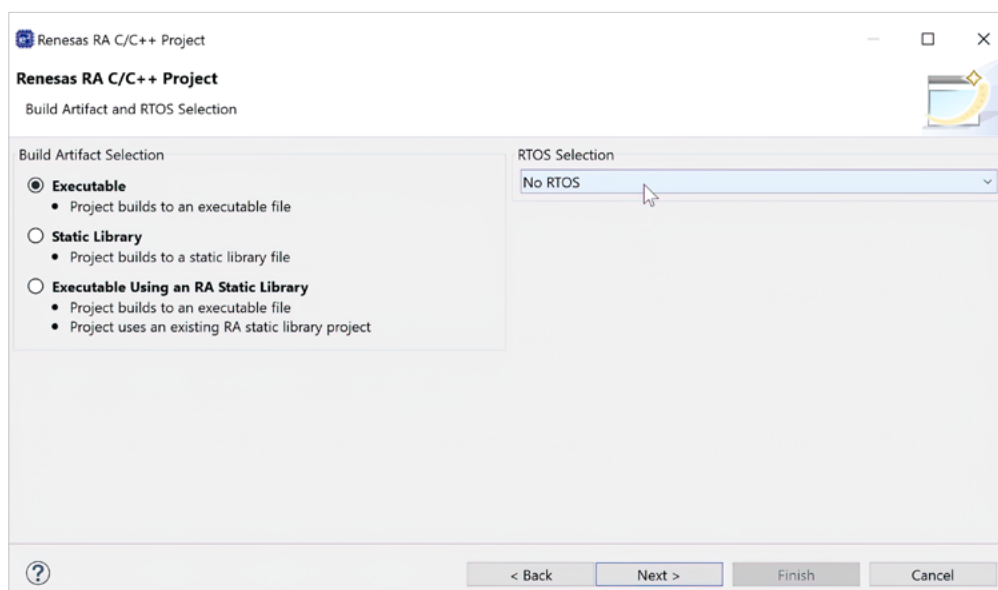 Renesas RA C/C++ Project
Renesas RA C/C++ Project
Build Artifact and RTOS Selection
Build Artifact Selection
Executable
• Project builds to an executable file
Static Library
• Project builds to a static library file
Executable Using an RA Static Library
• Project builds to an executable file
• Project uses an existing RA static library project
RTOS Selection
No RTOS
?
< Back
Next >
Finish
Cancel